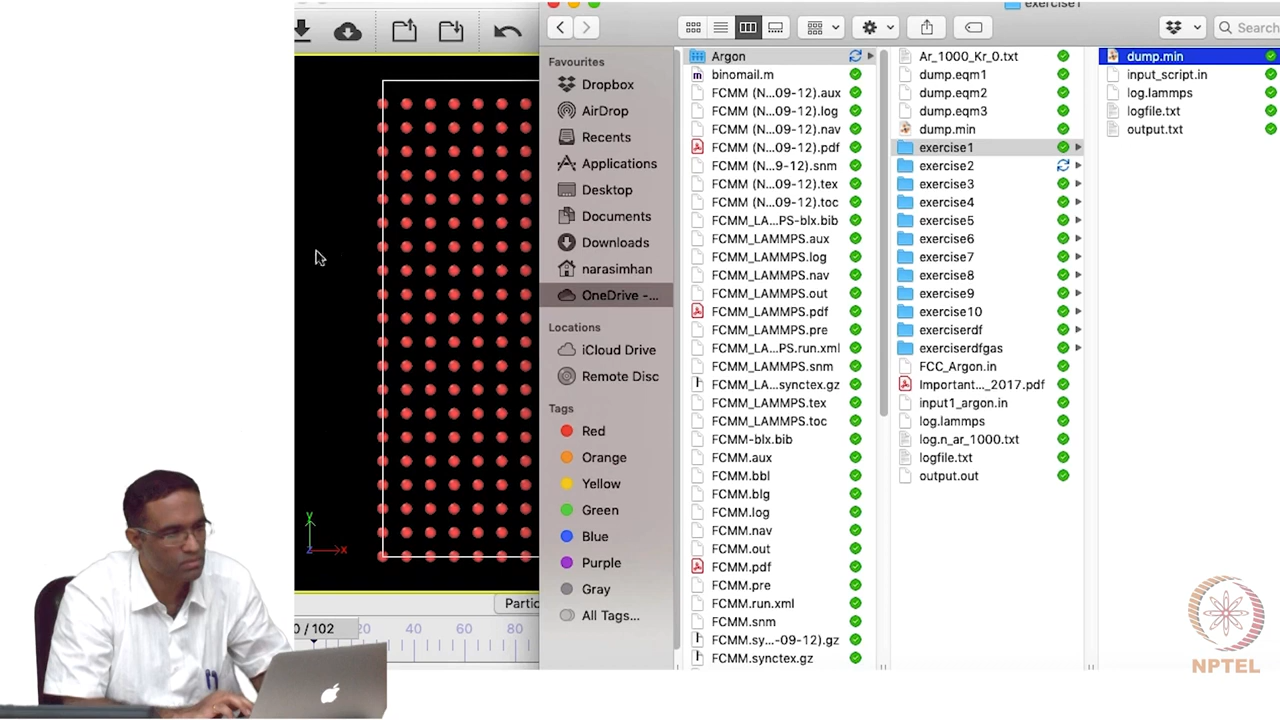 exercise1
Search
Favourites
Dropbox
AirDrop
Recents
Applications
Desktop
Documents
Downloads
narasimhan
OneDrive -...
Locations
iCloud Drive
Remote Disc
Tags
Red
Orange
Yellow
Green
Blue
Purple
Gray
All Tags...
Argon
binomail.m
FCMM (N...09-12).aux
FCMM (N...09-12).log
FCMM (N...09-12).nav
FCMM (N...09-12).pdf
FCMM (N...9-12).snm
FCMM (N...09-12).tex
FCMM (N...09-12).toc
FCMM_LA...PS-blx.bib
FCMM_LAMMPS.aux
FCMM_LAMMPS.log
FCMM_LAMMPS.nav
FCMM_LAMMPS.out
FCMM_LAMMPS.pdf
FCMM_LAMMPS.pre
FCMM_LA...PS.run.xml
FCMM_LAMMPS.snm
FCMM_LA...synctex.gz
FCMM_LAMMPS.tex
FCMM_LAMMPS.toc
FCMM-blx.bib
FCMM.aux
FCMM.bbl
FCMM.blg
FCMM.log
FCMM.nav
FCMM.out
FCMM.pdf
FCMM.pre
FCMM.run.xml
FCMM.snm
FCMM.sy...-09-12).gz
FCMM.synctex.gz
Ar_1000_Kr_0.txt
dump.eqm1
dump.eqm2
dump.eqm3
dump.min
exercise1
exercise2
exercise3
exercise4
exercise5
exercise6
exercise7
exercise8
exercise9
exercise10
exerciserdf
exerciserdfgas
FCC_Argon.in
Important..._2017.pdf
input1_argon.in
log.lammps
log.n_ar_1000.txt
logfile.txt
output.out
dump.min
input_script.in
log.lammps
logfile.txt
output.txt
y
z x
Partic
0 / 102
20 40 60 80
NPTEL